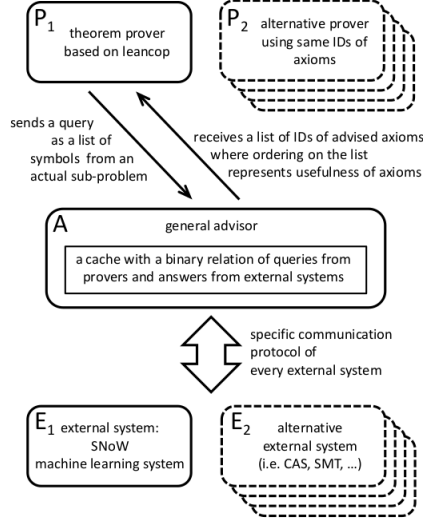 P1
theorem prover
based on leancop
P2
alternative prover
using same IDs of
axioms
sends a query
as a list of
symbols from an
actual sub-problem
receives a list of IDs of advised axioms
where ordering on the list
represents usefulness of axioms
A
general advisor
a cache with a binary relation of queries from
provers and answers from external systems
specific communication
protocol of
every external system
E1
external system:
SNoW
machine learning system
E2
alternative
external system
(i.e. CAS, SMT, ...)